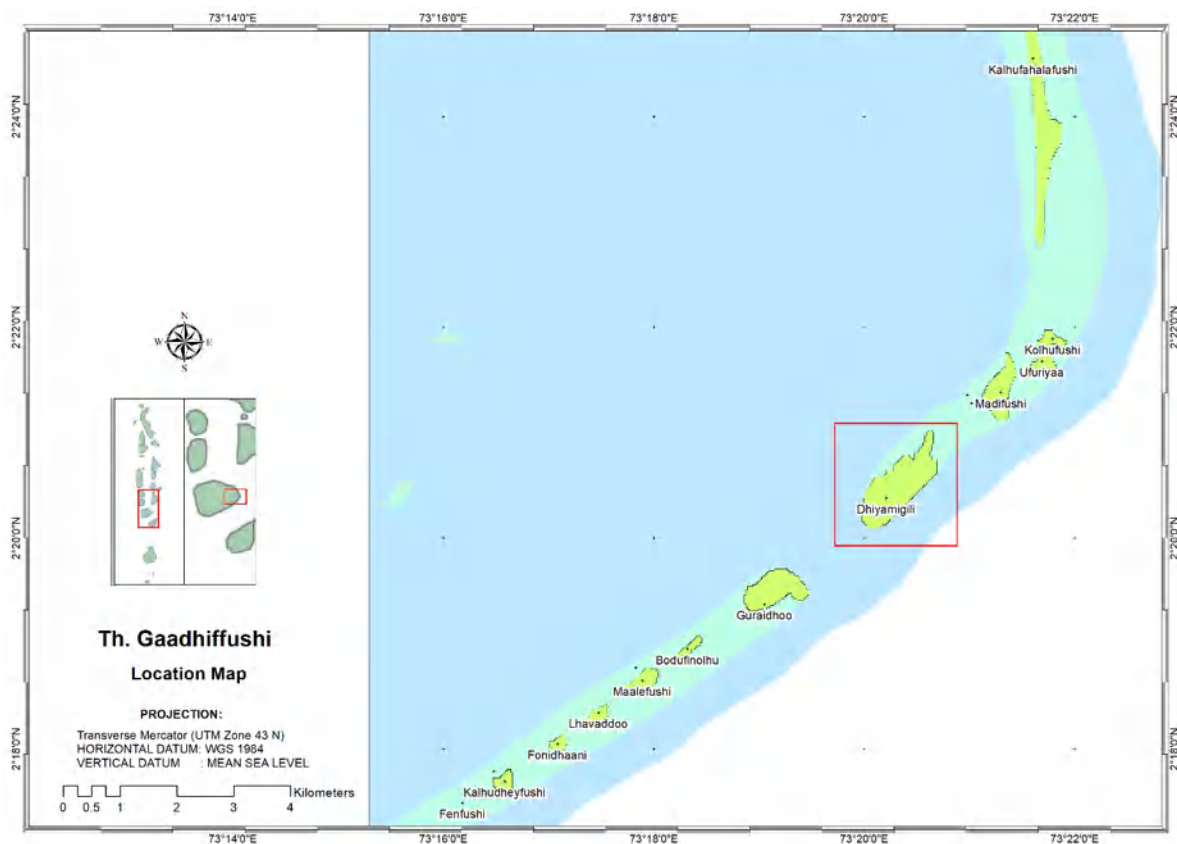 73°14'0"E
73°16'0"E
73°18'0"E
73°20'0"E
73°22'0"E
2°24'0"N
2°24'0"N
2°22'0"N
2°22'0"N
2°20'0"N
2°20'0"N
2°18'0"N
2°18'0"N
Kalhufahalafushi
Kolhufushi
Ufuriyaa
Madifushi
Dhiyamigili
Guraidhoo
Bodufinolhu
Maalefushi
Lhavaddoo
Fonidhaani
Kalhudheyfushi
Fenfushi
N
W E
S
Th. Gaadhiffushi
Location Map
PROJECTION:
Transverse Mercator (UTM Zone 43 N)
HORIZONTAL DATUM: WGS 1984
VERTICAL DATUM : MEAN SEA LEVEL
Kilometers
0 0.5 1 2 3 4
73°14'0"E
73°16'0"E
73°18'0"E
73°20'0"E
73°22'0"E